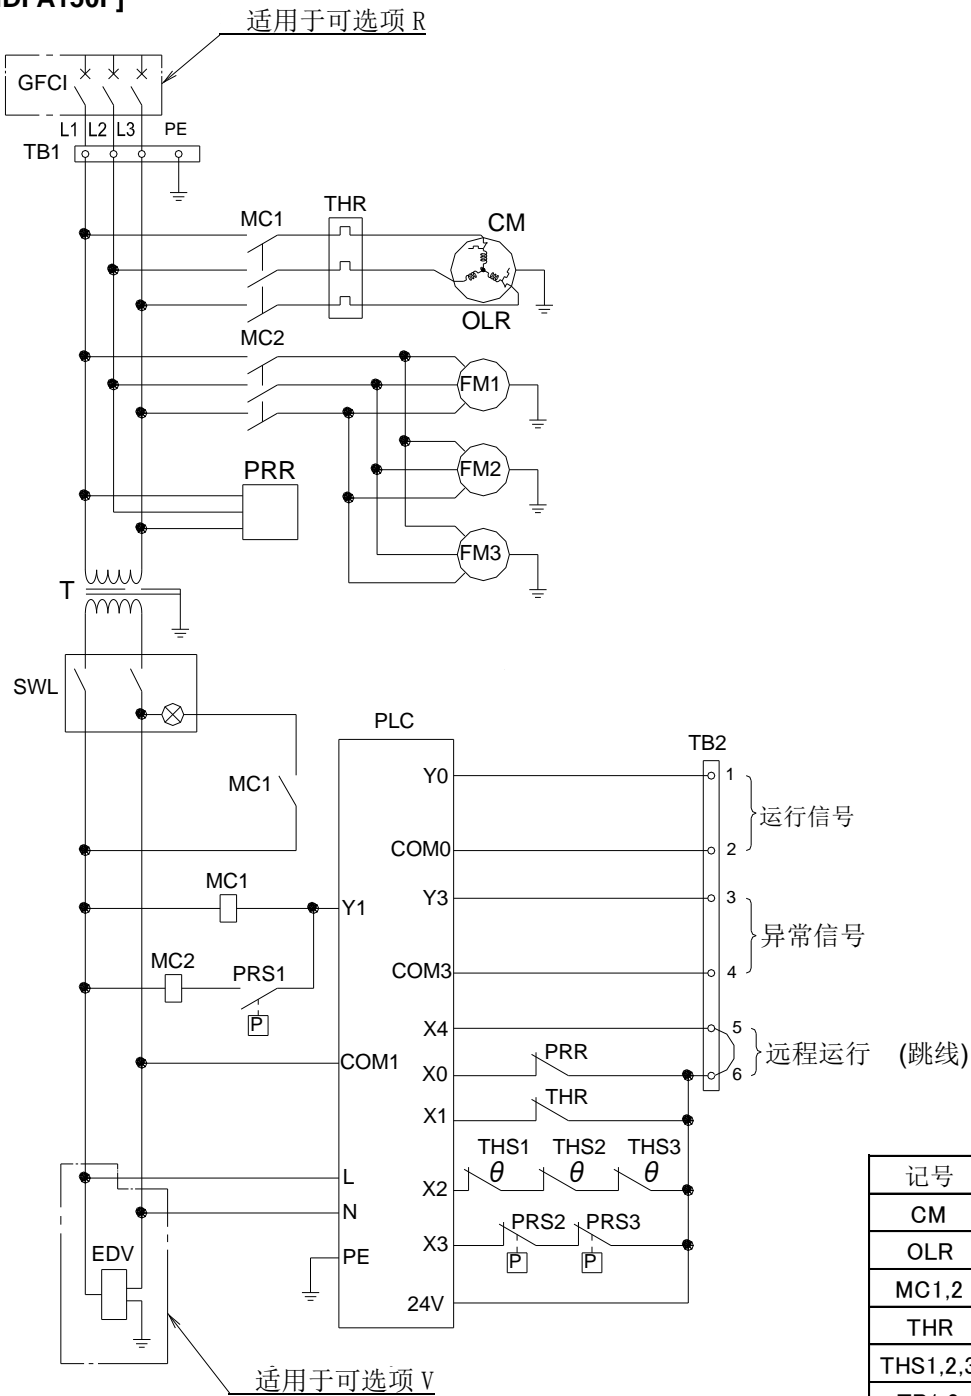 适用于可选项 R
GFCI
L1 L2 L3 PE
TB1
MC1 THR CM
OLR
MC2
FM1
FM2
PRR
FM3
T
SWL
PLC
TB2
MC1
Y0 1
运行信号
COM0 2
MC1
Y1
Y3 3
异常信号
MC2 PRS1
P
COM3 4
X4 5
远程运行 (跳线)
COM1
X0 PRR 6
X1 THR
THS1 THS2 THS3
θ θ θ
L
X2
N
PRS2 PRS3
X3
P P
EDV
PE
24V
适用于可选项 V
记号
CM
OLR
MC1,2
THR